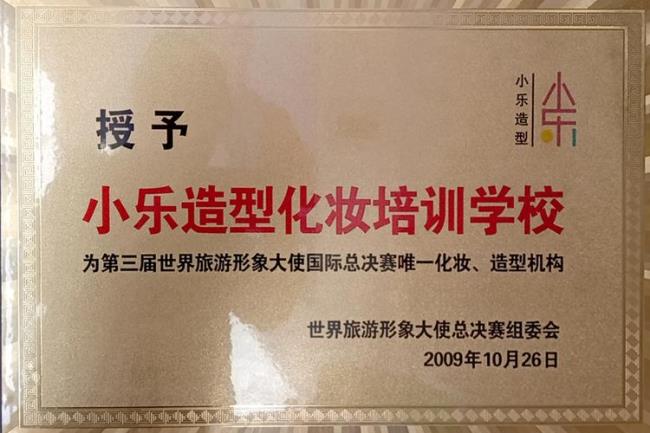 小乐造型
小乐
授予
小乐造型化妆培训学校
为第三届世界旅游形象大使国际总决赛唯一化妆、造型机构
世界旅游形象大使总决赛组委会
2009年10月26日